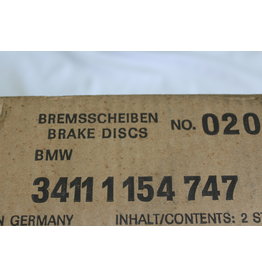 BREMSSCHEIBEN
BRAKE DISCS NO. 020
BMW
3411 1 154 747
N GERMANY INHALT/CONTENTS: 2 S